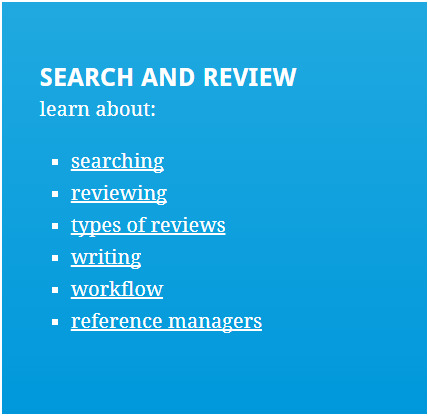 SEARCH AND REVIEW
learn about:
searching
reviewing
types of reviews
writing
workflow
reference managers